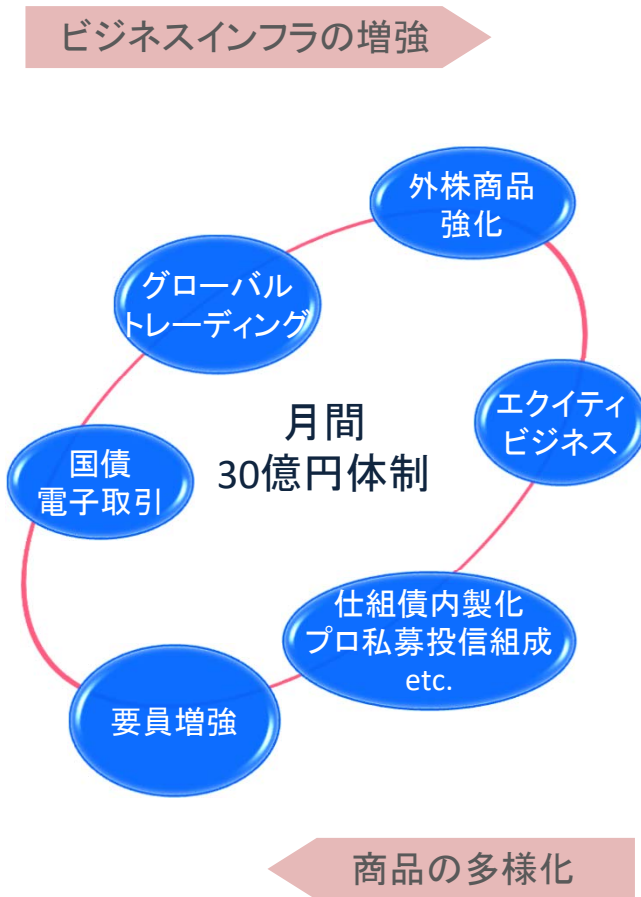 ビジネスインフラの増強
外株商品
強化
グローバル
トレーディング
エクイティ
ビジネス
月間
30億円体制
国債
電子取引
仕組債内製化
プロ私募投信組成
etc.
要員増強
商品の多様化